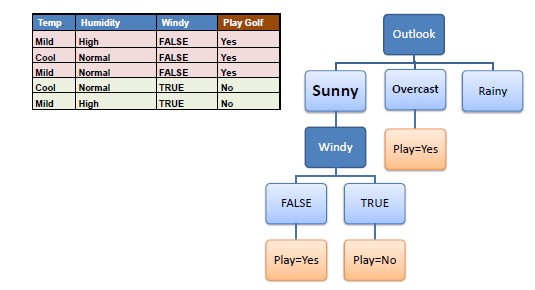 Temp Humidity Windy Play Golf
Mild High FALSE Yes
Cool Normal FALSE Yes
Mild Normal FALSE Yes
Cool Normal TRUE No
Mild High TRUE No
Outlook
Sunny Overcast Rainy
Windy Play=Yes
FALSE TRUE
Play=Yes Play=No